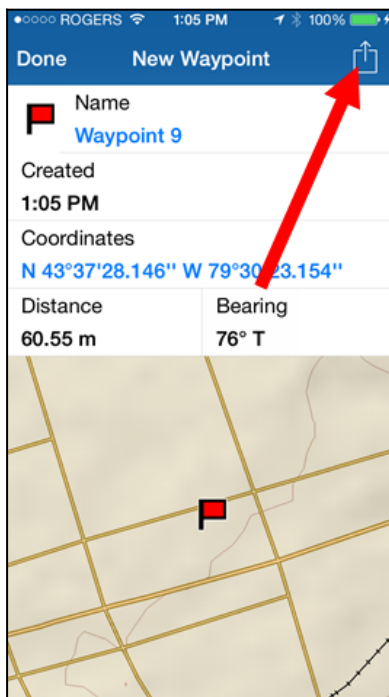 ROGERS 1:05 PM 100%
Done New Waypoint
Name
Waypoint 9
Created
1:05 PM
Coordinates
N 43°37'28.146'' W 79°30'23.154''
Distance Bearing
60.55 m 76° T